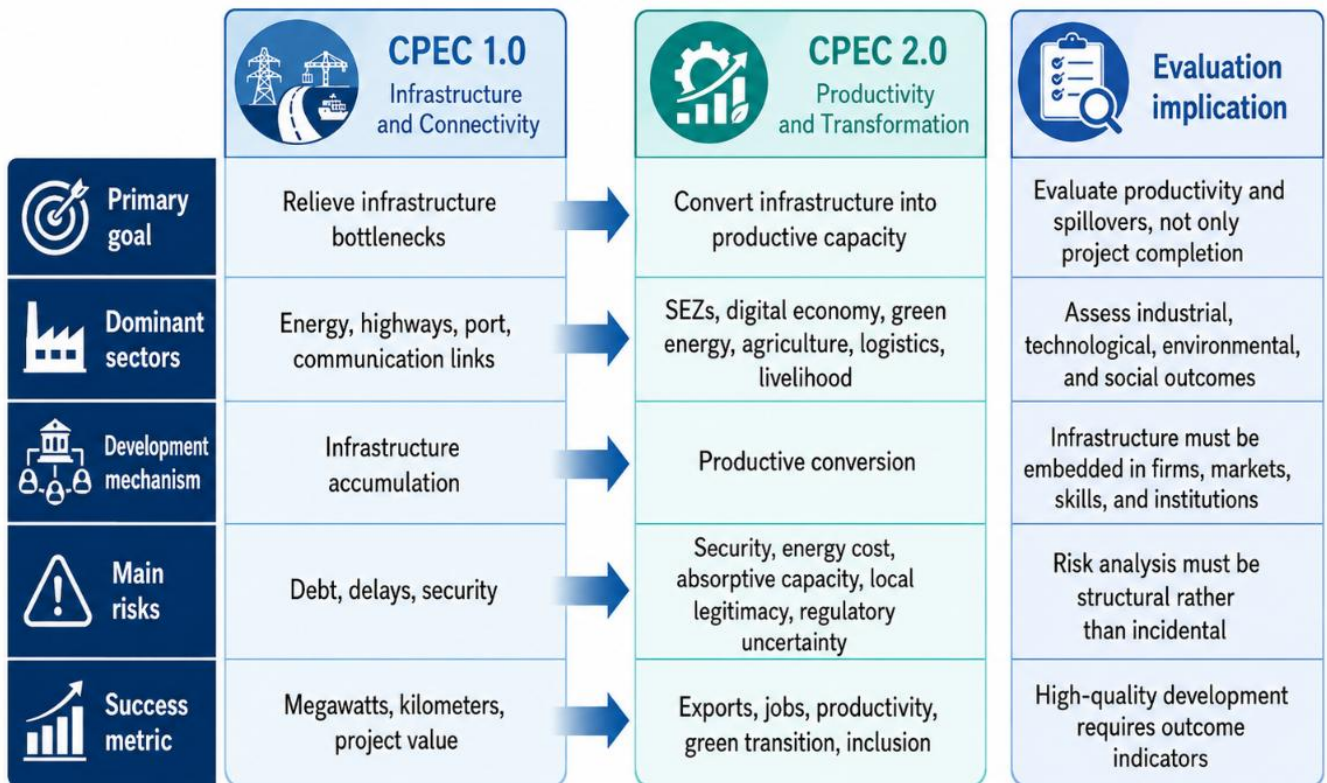 CPEC 1.0
Infrastructure
and Connectivity
CPEC 2.0
Productivity
and Transformation
Evaluation
implication
Primary
goal
Relieve infrastructure
bottlenecks
Convert infrastructure into
productive capacity
Evaluate productivity and
spillovers, not only
project completion
Dominant
sectors
Energy, highways, port,
communication links
SEZs, digital economy, green
energy, agriculture, logistics,
livelihood
Assess industrial,
technological, environmental,
and social outcomes
Development
mechanism
Infrastructure
accumulation
Productive conversion
Infrastructure must be
embedded in firms, markets,
skills, and institutions
Main
risks
Debt, delays, security
Security, energy cost,
absorptive capacity, local
legitimacy, regulatory
uncertainty
Risk analysis must be
structural rather
than incidental
Success
metric
Megawatts, kilometers,
project value
Exports, jobs, productivity,
green transition, inclusion
High-quality development
requires outcome
indicators